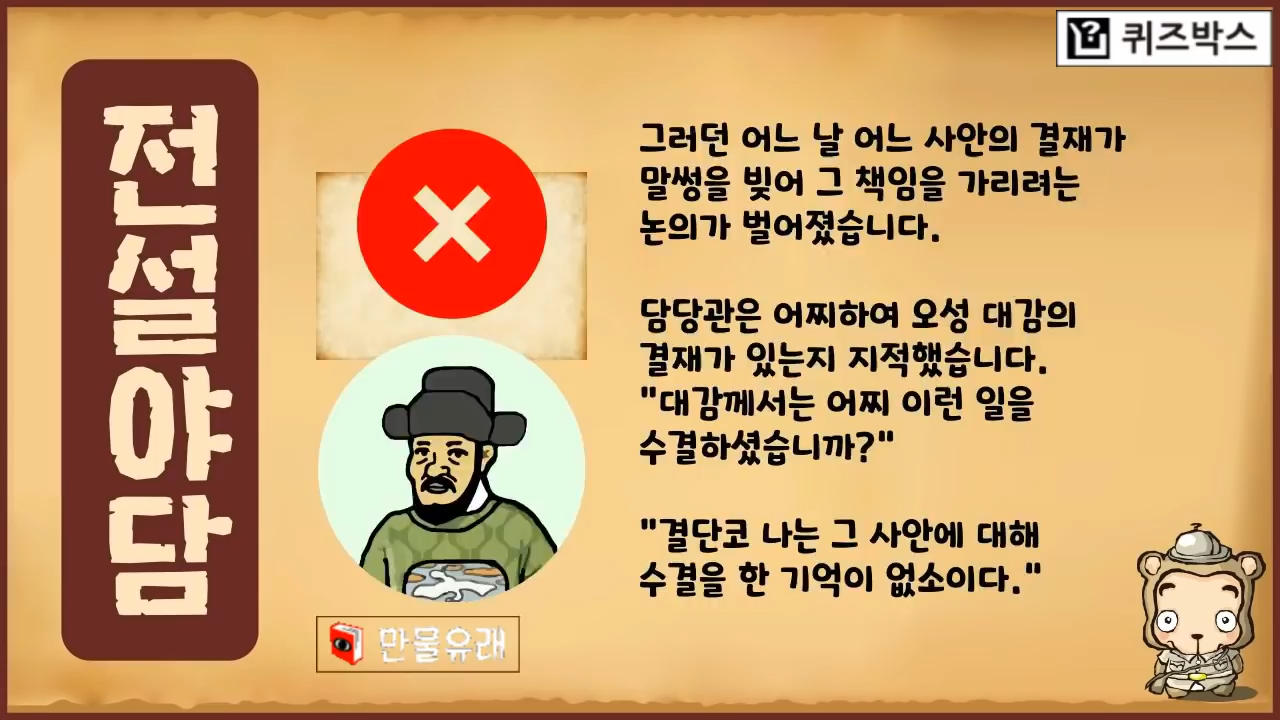 퀴즈박스
전설야담
그러던 어느 날 어느 사안의 결재가
말썽을 빚어 그 책임을 가리려는
논의가 벌어졌습니다.
담당관은 어찌하여 오성 대감의
결재가 있는지 지적했습니다.
"대감께서는 어찌 이런 일을
수결하셨습니까?"
"결단코 나는 그 사안에 대해
수결을 한 기억이 없소이다."
만물유래